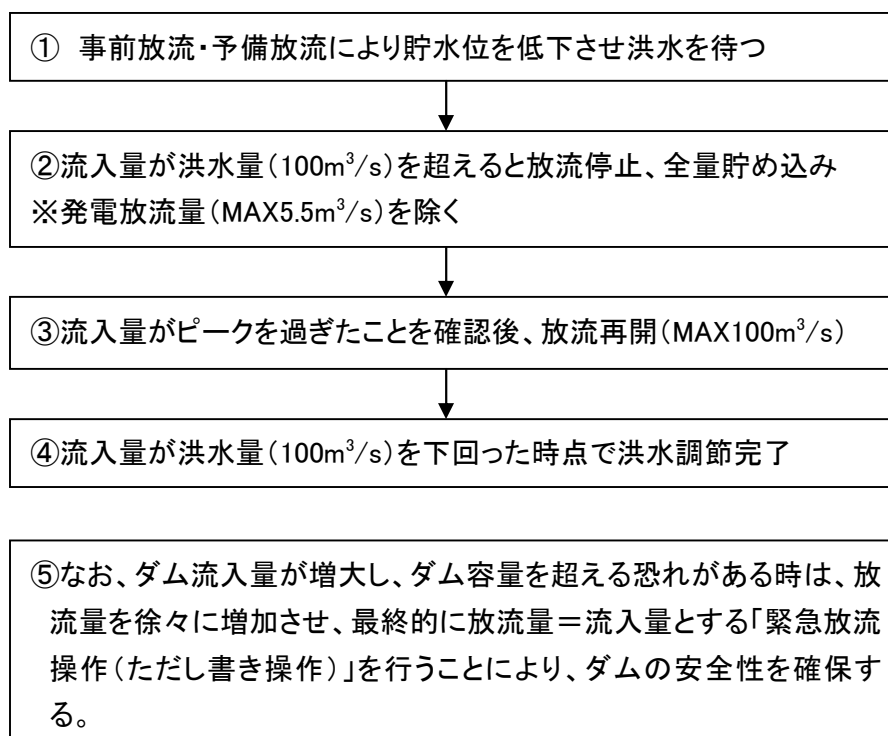 ① 事前放流・予備放流により貯水位を低下させ洪水を待つ
②流入量が洪水量(100m³/s)を超えると放流停止、全量貯め込み
※発電放流量(MAX5.5m³/s)を除く
③流入量がピークを過ぎたことを確認後、放流再開(MAX100m³/s)
④流入量が洪水量(100m³/s)を下回った時点で洪水調節完了
⑤なお、ダム流入量が増大し、ダム容量を超える恐れがある時は、放
流量を徐々に増加させ、最終的に放流量=流入量とする「緊急放流
操作(ただし書き操作)」を行うことにより、ダムの安全性を確保す
る。